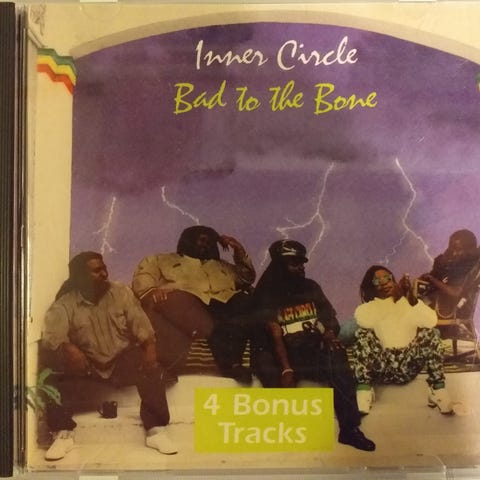 Inner Circle
Bad to the Bone
4 Bonus
Tracks